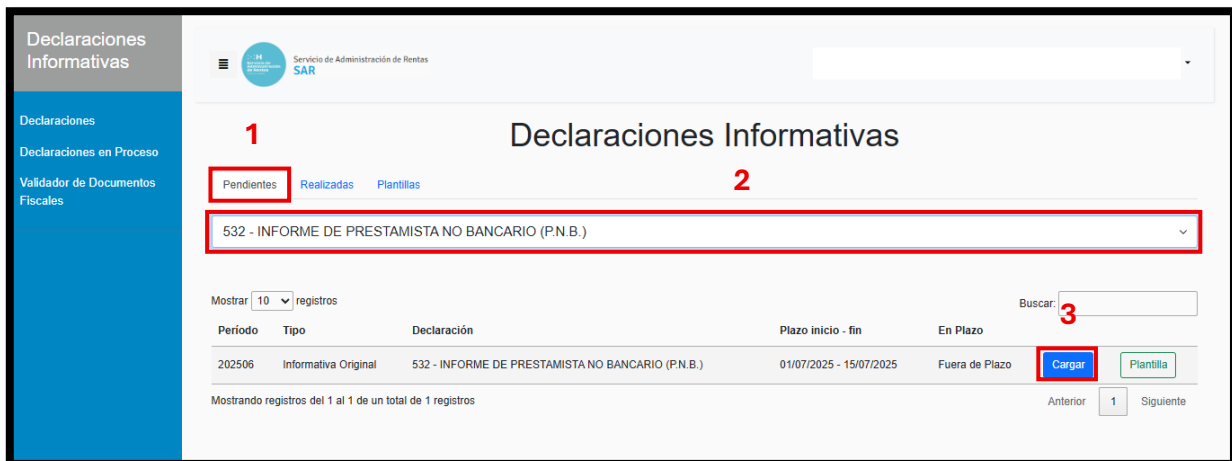 Declaraciones
Informativas
Servicio de Administración de Rentas
SAR
Declaraciones
Declaraciones en Proceso
Validador de Documentos
Fiscales
1
Declaraciones Informativas
Pendientes Realizadas Plantillas
2
532 - INFORME DE PRESTAMISTA NO BANCARIO (P.N.B.)
Mostrar 10 registros
Buscar:
3
Período Tipo Declaración Plazo inicio - fin En Plazo
202506 Informativa Original 532 - INFORME DE PRESTAMISTA NO BANCARIO (P.N.B.) 01/07/2025 - 15/07/2025 Fuera de Plazo Cargar Plantilla
Mostrando registros del 1 al 1 de un total de 1 registros
Anterior 1 Siguiente